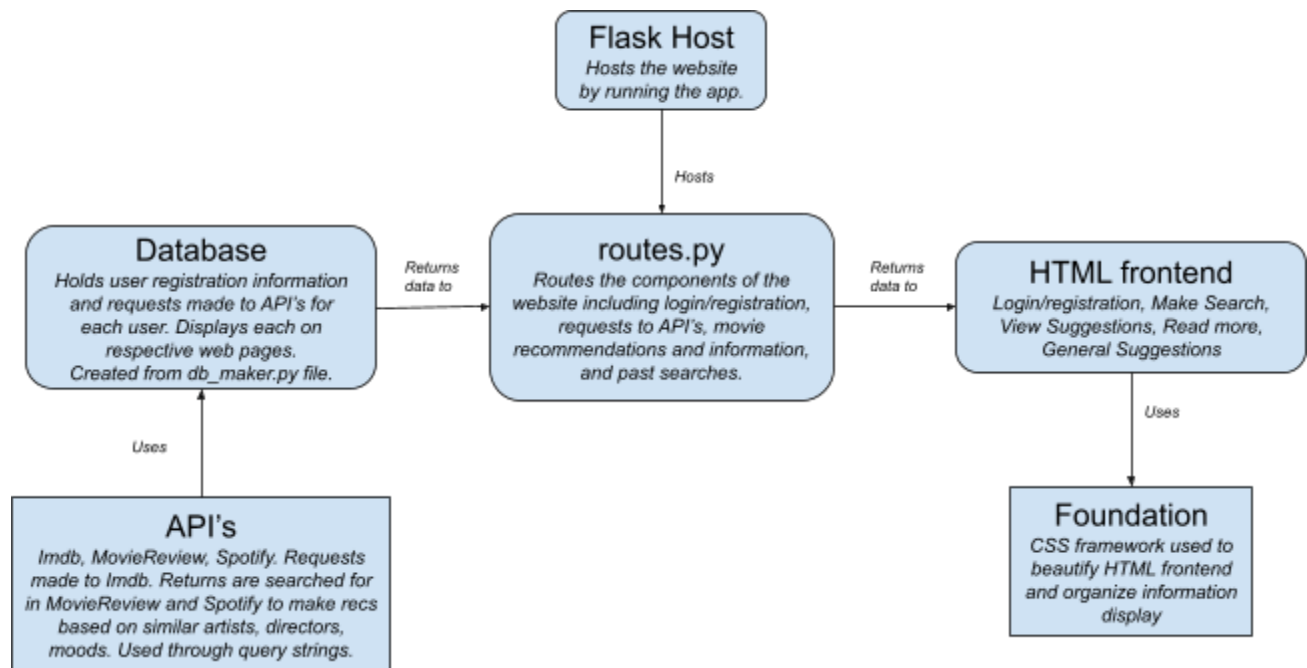 Flask Host
Hosts the website
by running the app.
Hosts
Database
Holds user registration information
and requests made to API's for
each user. Displays each on
respective web pages.
Created from db_maker.py file.
Returns
data to
routes.py
Routes the components of the
website including login/registration,
requests to API's, movie
recommendations and information,
and past searches.
Returns
data to
HTML frontend
Login/registration, Make Search,
View Suggestions, Read more,
General Suggestions
Uses
Uses
API's
Imdb, MovieReview, Spotify. Requests
made to Imdb. Returns are searched for
in MovieReview and Spotify to make recs
based on similar artists, directors,
moods. Used through query strings.
Foundation
CSS framework used to
beautify HTML frontend
and organize information
display